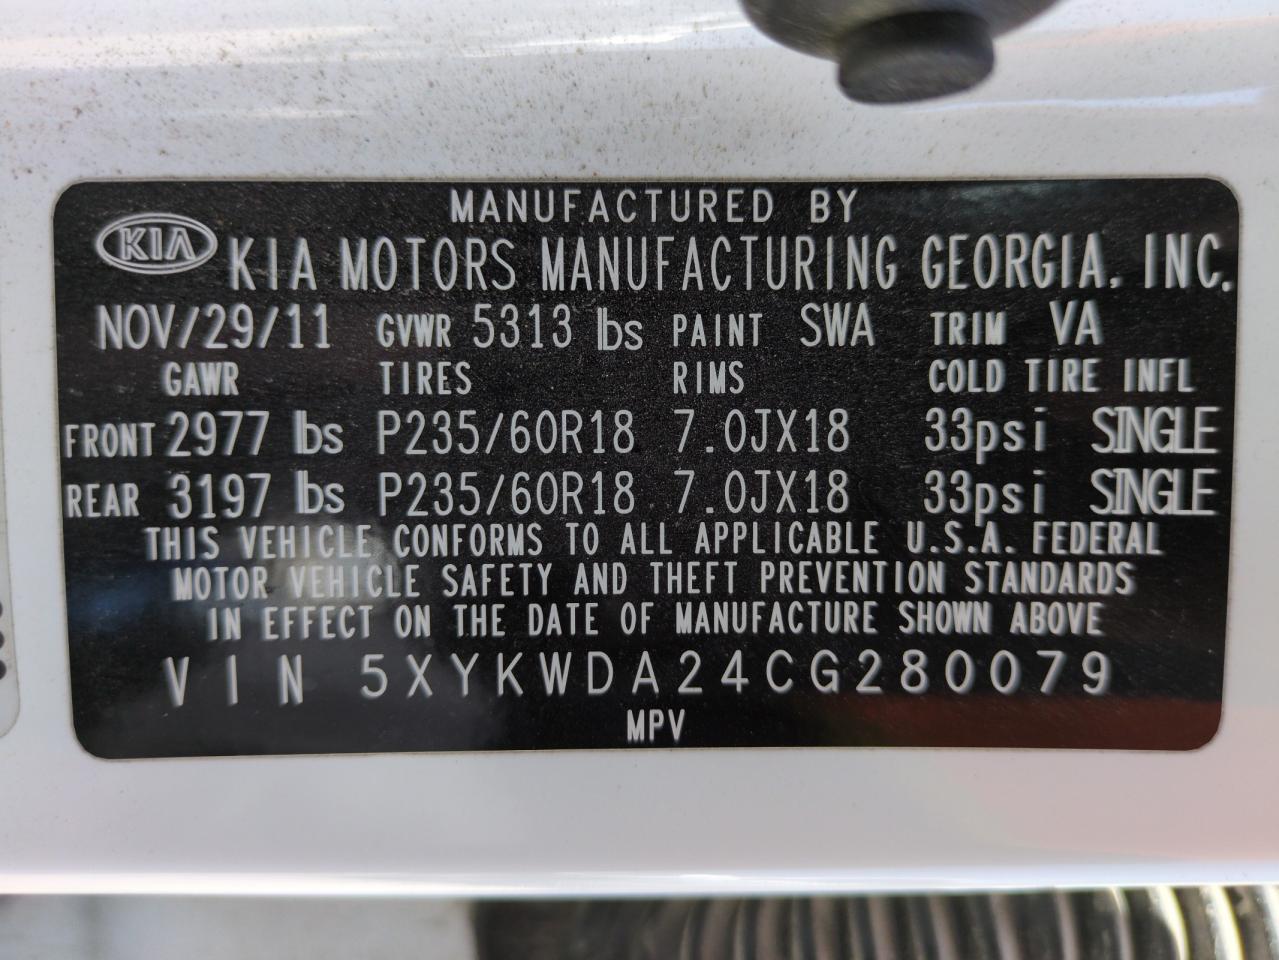 MANUFACTURED BY
KIA KIA MOTORS MANUFACTURING GEORGIA, INC.
NOV/29/11 GVWR 5313 lbs PAINT SWA TRIM VA
GAWR TIRES RIMS COLD TIRE INFL
FRONT 2977 lbs P235/60R18 7.0JX18 33psi SINGLE
REAR 3197 lbs P235/60R18 7.0JX18 33psi SINGLE
THIS VEHICLE CONFORMS TO ALL APPLICABLE U.S.A. FEDERAL
MOTOR VEHICLE SAFETY AND THEFT PREVENTION STANDARDS
IN EFFECT ON THE DATE OF MANUFACTURE SHOWN ABOVE
VIN 5XYKWDA24CG280079
MPV